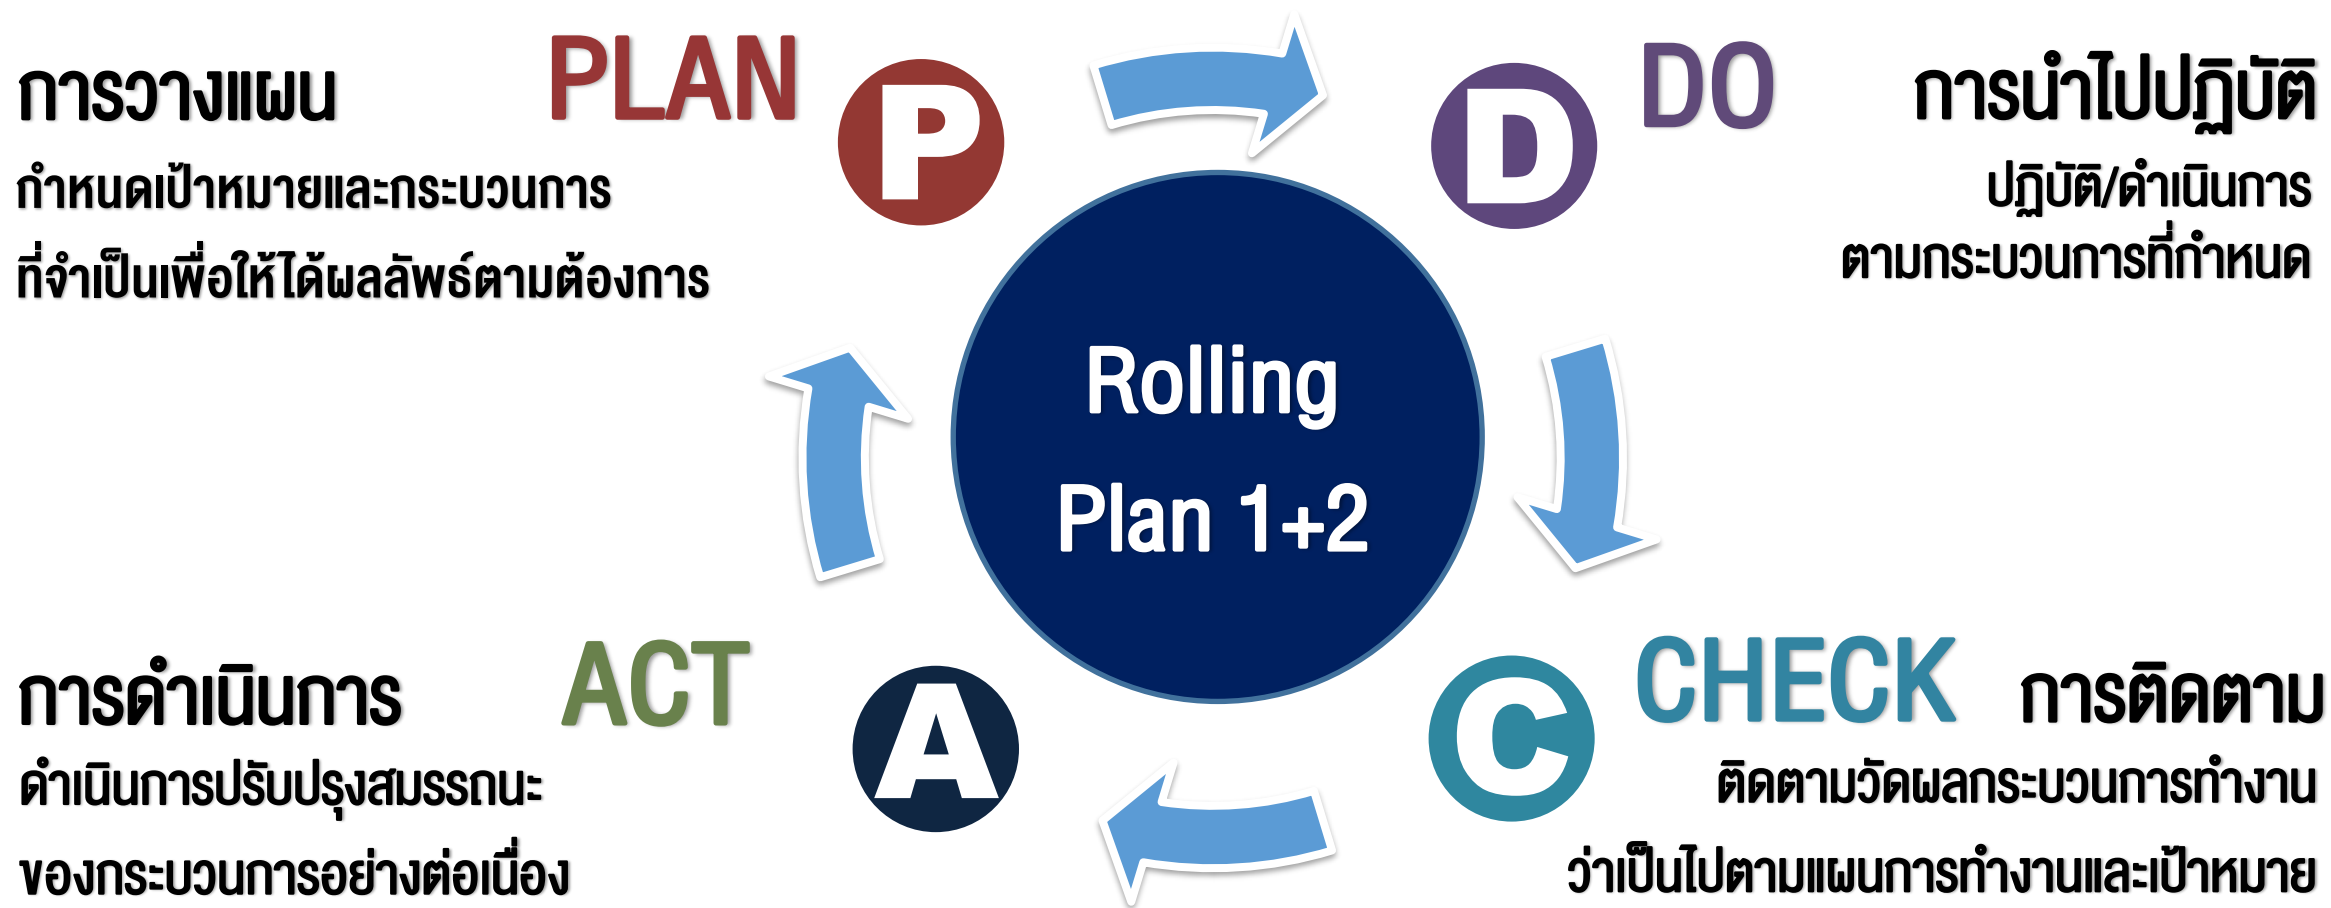 การวางแผน PLAN
P
กำหนดเป้าหมายและกระบวนการ
ที่จำเป็นเพื่อให้ได้ผลลัพธ์ตามต้องการ
D
DO การนำไปปฏิบัติ
ปฏิบัติ/ดำเนินการ
ตามกระบวนการที่กำหนด
Rolling
Plan 1+2
การดำเนินการ ACT
A
ดำเนินการปรับปรุงสมรรถนะ
ของกระบวนการอย่างต่อเนื่อง
C
CHECK การติดตาม
ติดตามวัดผลกระบวนการทำงาน
ว่าเป็นไปตามแผนการทำงานและเป้าหมาย